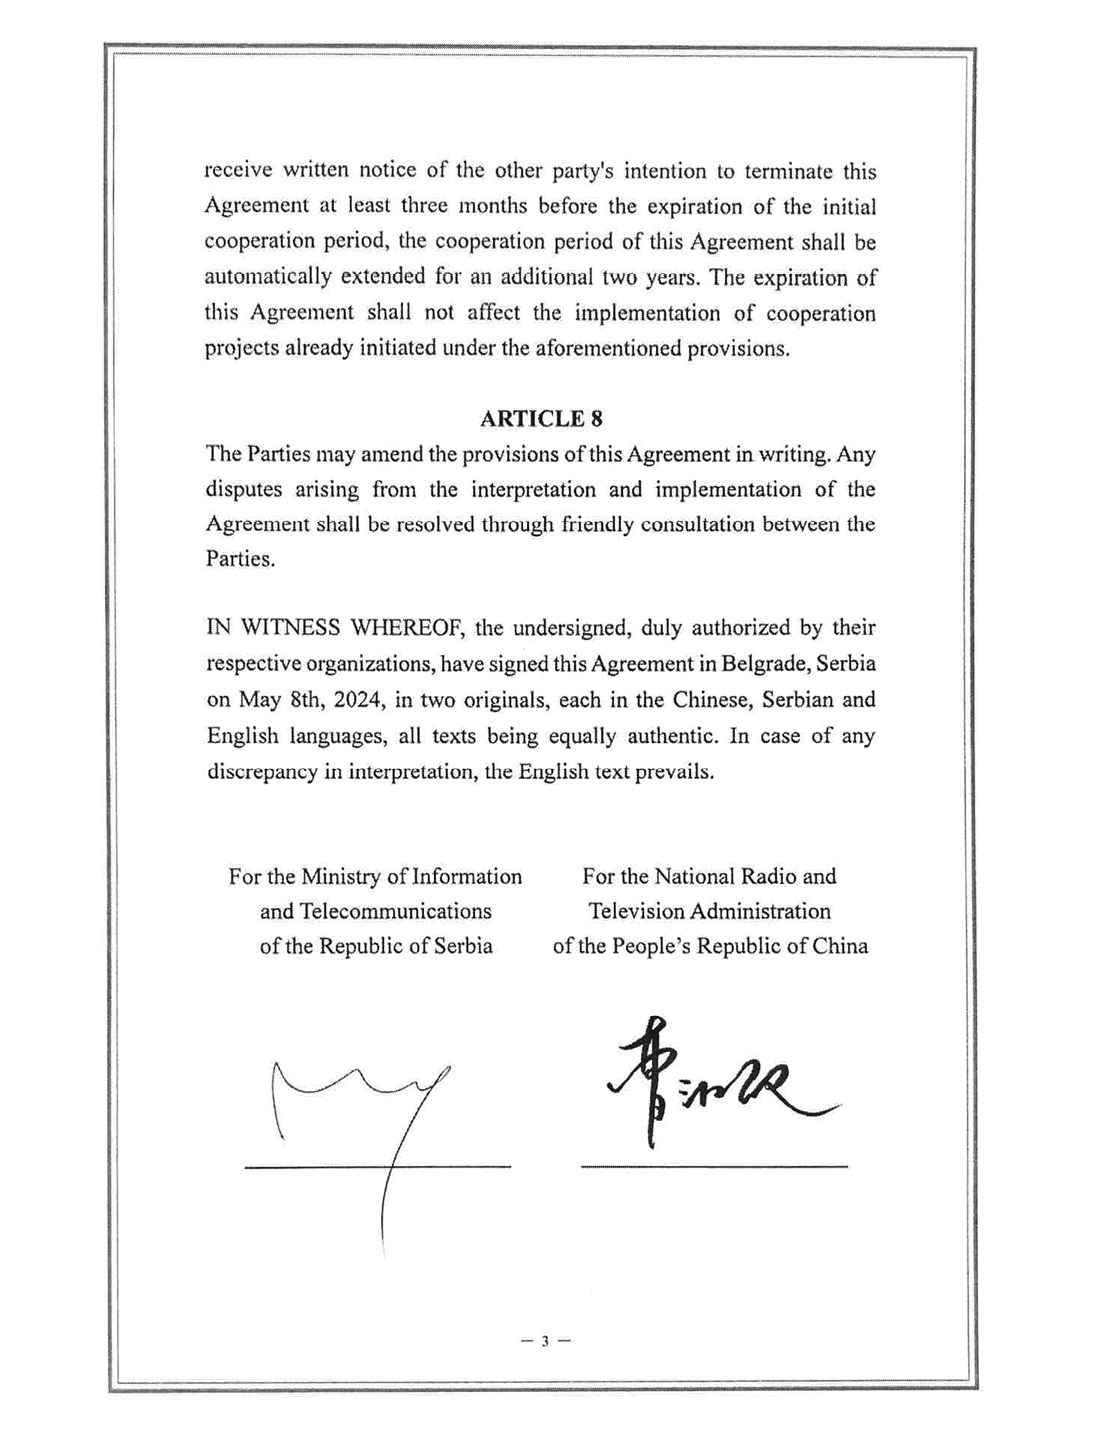 receive written notice of the other party's intention to terminate this
Agreement at least three months before the expiration of the initial
cooperation period, the cooperation period of this Agreement shall be
automatically extended for an additional two years. The expiration of
this Agreement shall not affect the implementation of cooperation
projects already initiated under the aforementioned provisions.
ARTICLE 8
The Parties may amend the provisions of this Agreement in writing. Any
disputes arising from the interpretation and implementation of the
Agreement shall be resolved through friendly consultation between the
Parties.
IN WITNESS WHEREOF, the undersigned, duly authorized by their
respective organizations, have signed this Agreement in Belgrade, Serbia
on May 8th, 2024, in two originals, each in the Chinese, Serbian and
English languages, all texts being equally authentic. In case of any
discrepancy in interpretation, the English text prevails.
For the Ministry of Information
and Telecommunications
of the Republic of Serbia
For the National Radio and
Television Administration
of the People's Republic of China
— 3 —